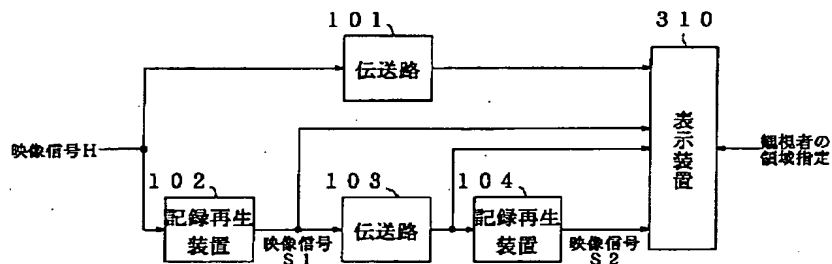 101
310
伝送路
映像信号H
表示装置
観視者の
領域指定
102
103
104
記録再生
装置
伝送路
記録再生
装置
映像信号
S1
映像信号
S2